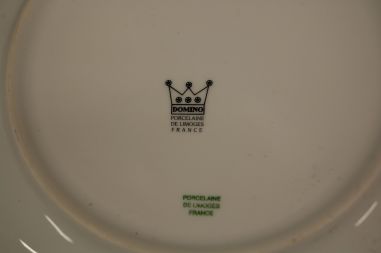 DOMINO
PORCELAINE
DE LIMOGES
FRANCE
PORCELAINE
DE LIMOGES
FRANCE